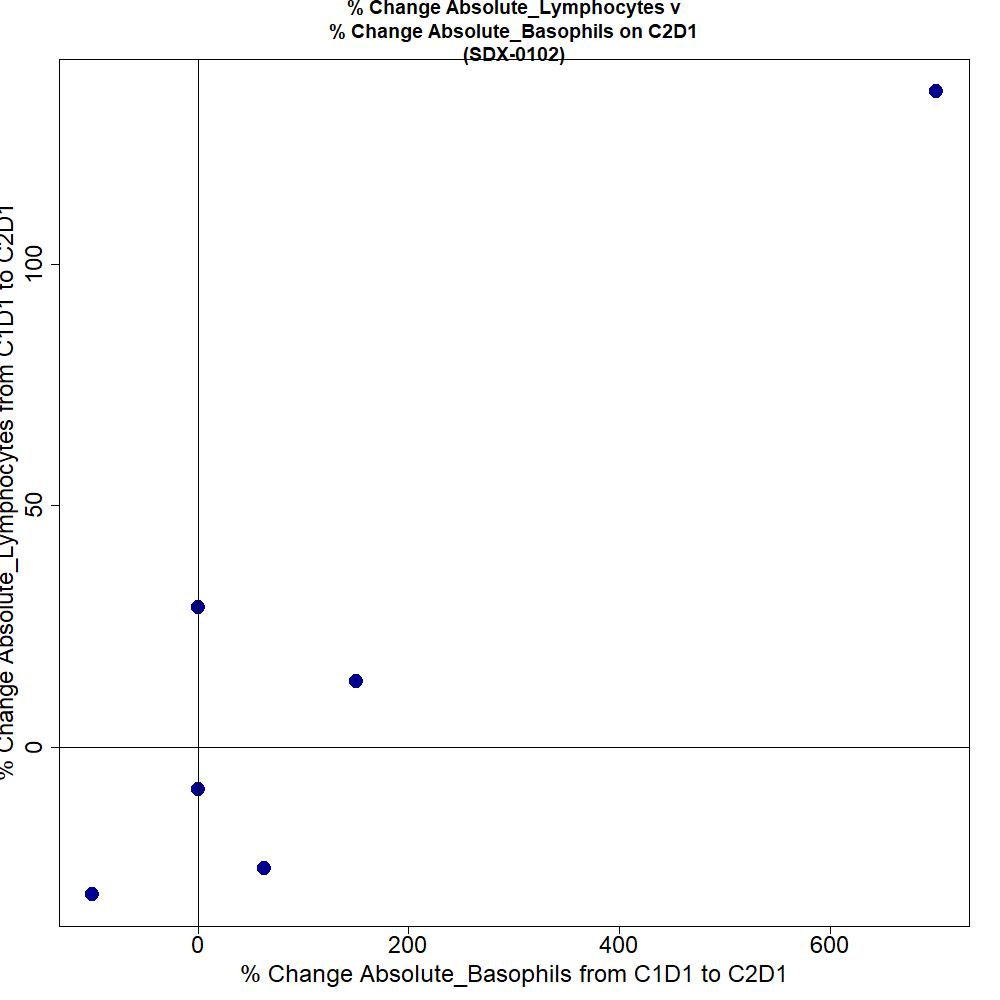 % Change Absolute_Lymphocytes v
% Change Absolute_Basophils on C2D1
(SDX-0102)
% Change Absolute_Lymphocytes from C1D1 to C2D1
100
50
0
0
200
400
600
% Change Absolute_Basophils from C1D1 to C2D1